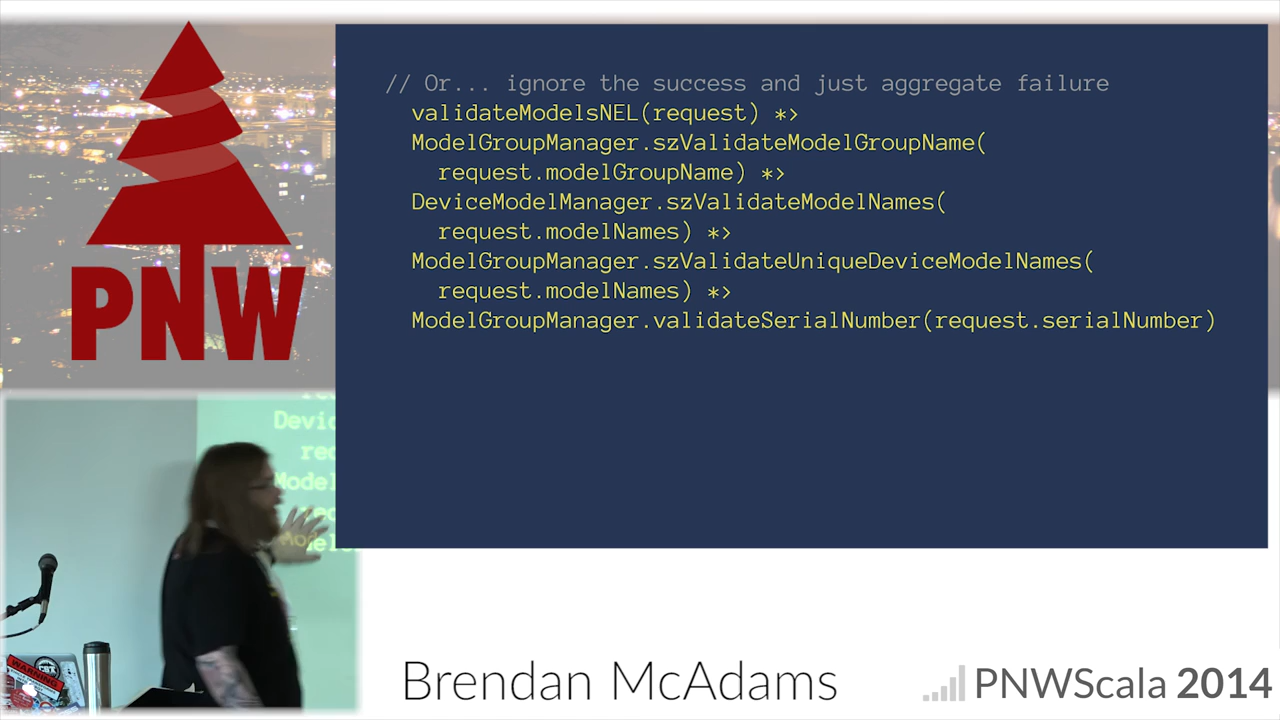 // Or... ignore the success and just aggregate failure
validateModelsNEL(request) *>
ModelGroupManager.szValidateModelGroupName(
request.modelGroupName) *>
DeviceModelManager.szValidateModelNames(
request.modelNames) *>
ModelGroupManager.szValidateUniqueDeviceModelNames(
request.modelNames) *>
ModelGroupManager.validateSerialNumber(request.serialNumber)
PNW
WARNING
Brendan McAdams
PNWScala 2014